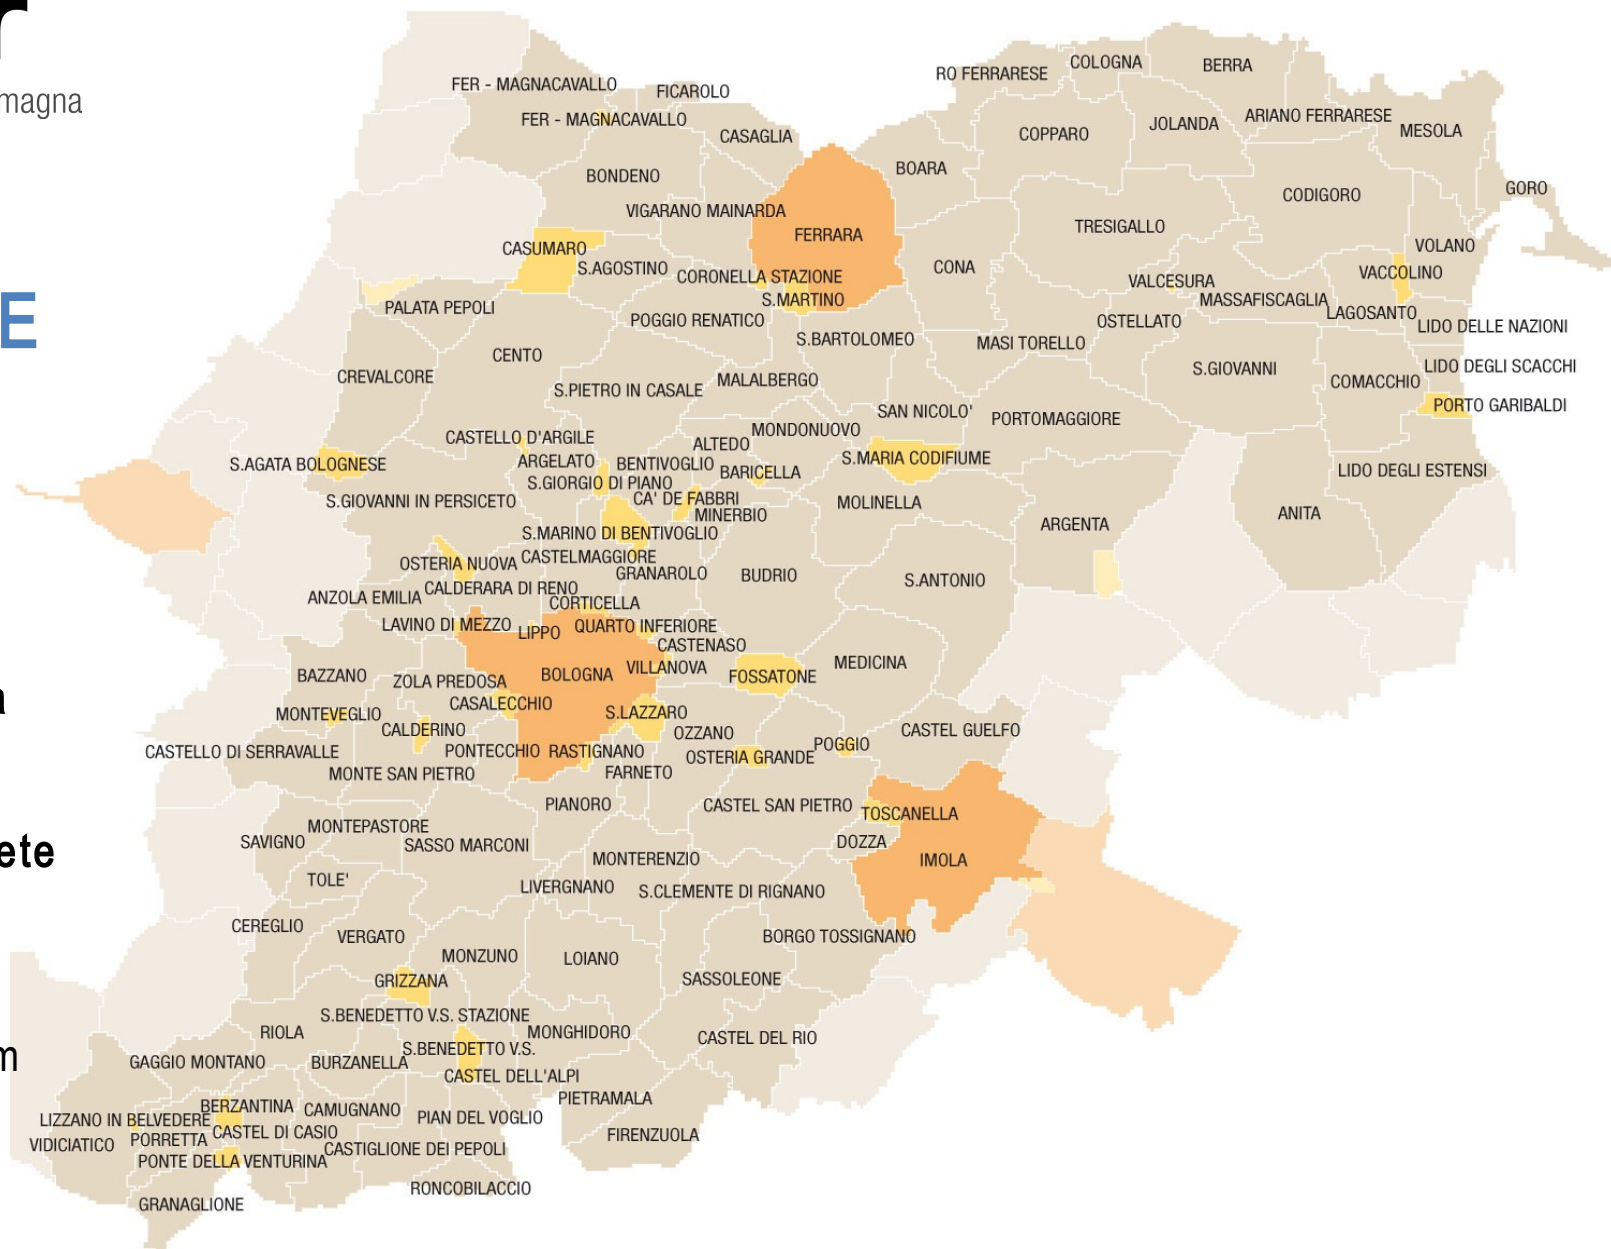 r
magna
E
a
ete
m
FER - MAGNACAVALLO
FICAROLO
FER - MAGNACAVALLO
CASAGLIA
RO FERRARESE
COLOGNA
BERRA
COPPARO
JOLANDA
ARIANO FERRARESE
MESOLA
BONDENO
BOARA
GORO
CODIGORO
VIGARANO MAINARDA
FERRARA
TRESIGALLO
CASUMARO
VOLANO
S.AGOSTINO
CORONELLA STAZIONE
CONA
VALCESURA
VACCOLINO
PALATA PEPOLI
S.MARTINO
MASSAFISCAGLIA
LAGOSANTO
POGGIO RENATICO
OSTELLATO
LIDO DELLE NAZIONI
S.BARTOLOMEO
MASI TORELLO
CENTO
CREVALCORE
S.PIETRO IN CASALE
MALALBERGO
S.GIOVANNI
COMACCHIO
LIDO DEGLI SCACCHI
SAN NICOLO'
PORTOMAGGIORE
PORTO GARIBALDI
CASTELLO D'ARGILE
ALTEDO
MONDONUOVO
S.AGATA BOLOGNESE
ARGELATO
BENTIVOGLIO
BARICELLA
S.MARIA CODIFIUME
LIDO DEGLI ESTENSI
S.GIORGIO DI PIANO
S.GIOVANNI IN PERSICETO
CA' DE FABBRI
MINERBIO
MOLINELLA
ARGENTA
ANITA
S.MARINO DI BENTIVOGLIO
OSTERIA NUOVA
CASTELMAGGIORE
GRANAROLO
BUDRIO
S.ANTONIO
ANZOLA EMILIA
CALDERARA DI RENO
CORTICELLA
LAVINO DI MEZZO
LIPPO
QUARTO INFERIORE
CASTENASO
BAZZANO
ZOLA PREDOSA
BOLOGNA
VILLANOVA
FOSSATONE
MEDICINA
MONTEVEGLIO
CASALECCHIO
S.LAZZARO
CALDERINO
OZZANO
CASTEL GUELFO
CASTELLO DI SERRAVALLE
PONTECCHIO
RASTIGNANO
OSTERIA GRANDE
POGGIO
MONTE SAN PIETRO
FARNETO
PIANORO
CASTEL SAN PIETRO
TOSCANELLA
SAVIGNO
MONTEPASTORE
SASSO MARCONI
DOZZA
MONTERENZIO
IMOLA
TOLE'
LIVERGNANO
S.CLEMENTE DI RIGNANO
CEREGLIO
VERGATO
BORGO TOSSIGNANO
MONZUNO
LOIANO
GRIZZANA
SASSOLEONE
S.BENEDETTO V.S. STAZIONE
RIOLA
MONGHIDORO
CASTEL DEL RIO
GAGGIO MONTANO
BURZANELLA
S.BENEDETTO V.S.
CASTEL DELL'ALPI
PIETRAMALA
BERZANTINA
CAMUGNANO
LIZZANO IN BELVEDERE
PIAN DEL VOGLIO
VIDICIATICO
PORRETTA
CASTEL DI CASIO
FIRENZUOLA
CASTIGLIONE DEI PEPOLI
PONTE DELLA VENTURINA
RONCOBILACCIO
GRANAGLIONE